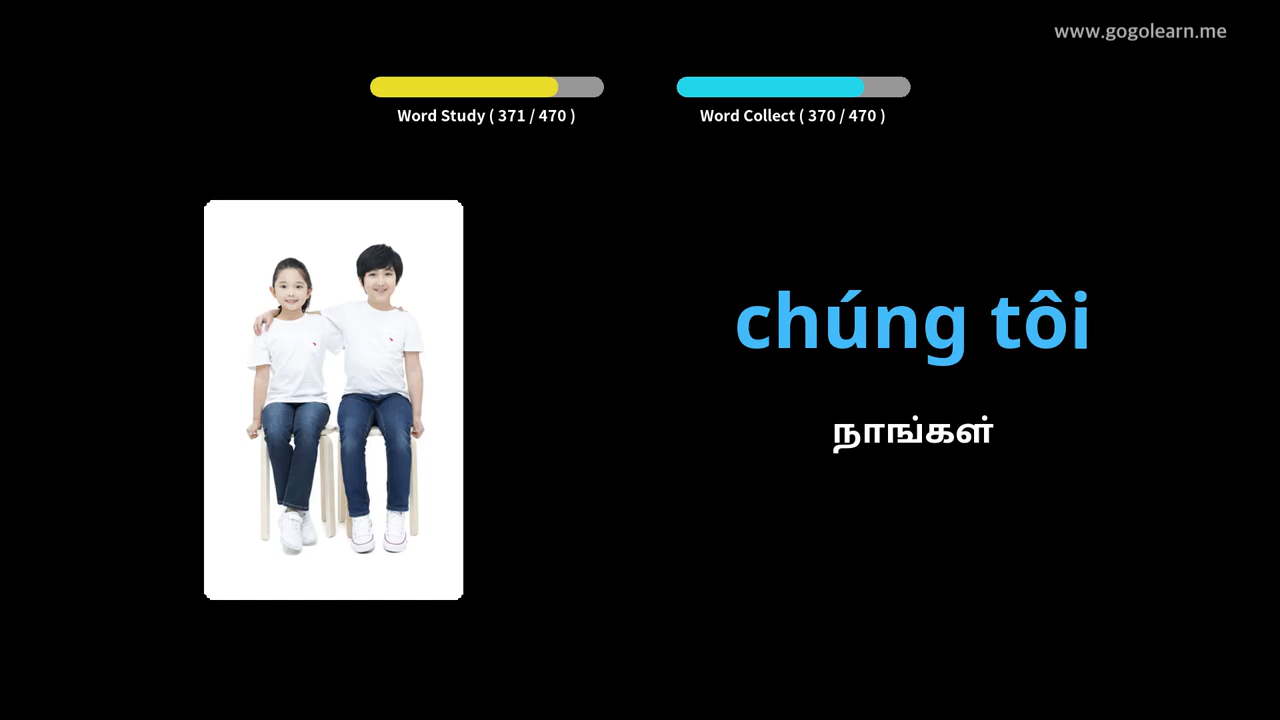 www.gogolearn.me
Word Study ( 371 / 470 )
Word Collect ( 370 / 470 )
chúng tôi
நாங்கள்